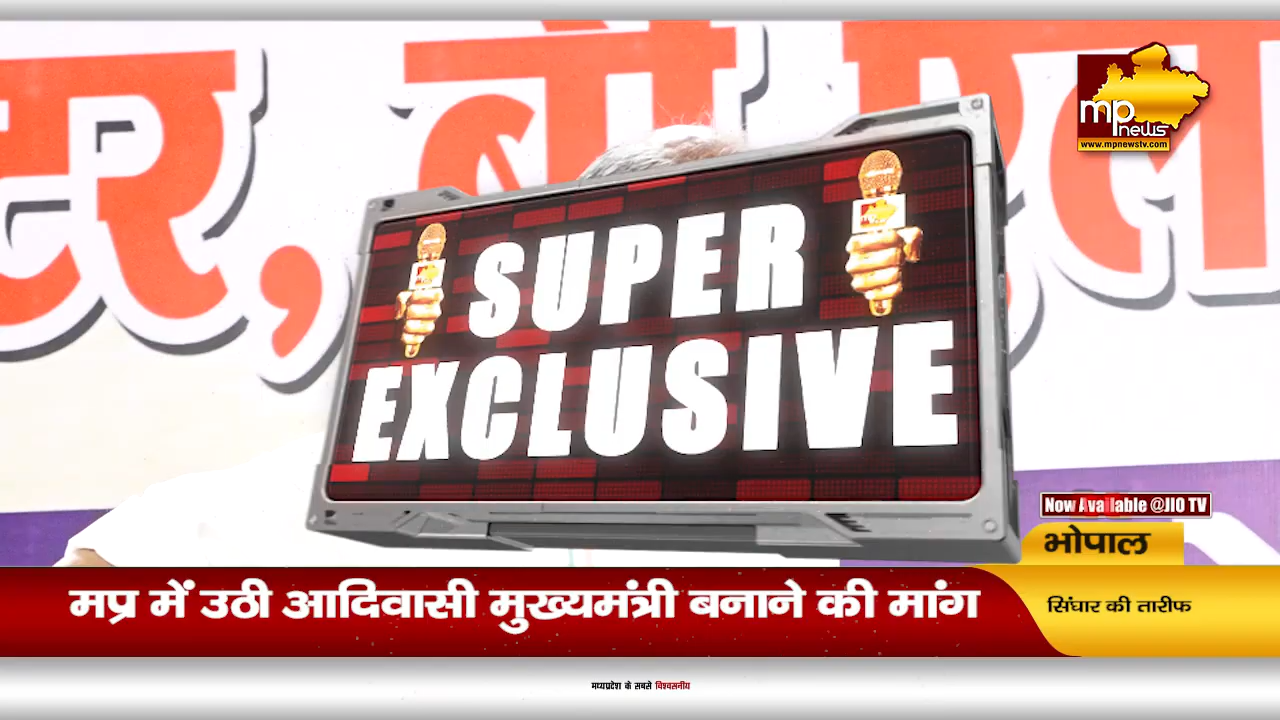 टर,
mp
news
www.mpnewstv.com
SUPER
EXCLUSIVE
Now Available @JIO TV
भोपाल
मप्र में उठी आदिवासी मुख्यमंत्री बनाने की मांग
सिंघार की तारीफ
मध्यप्रदेश के सबसे विश्वसनीय